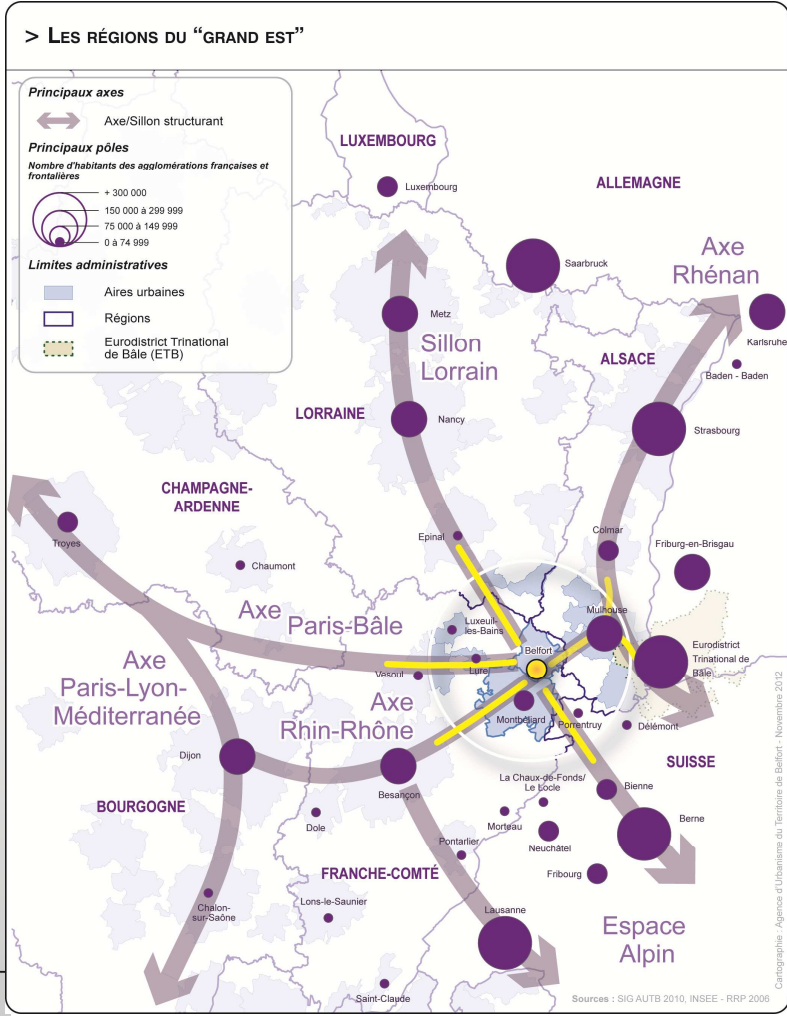 > LES RÉGIONS DU “GRAND EST”
Principaux axes
Axe/Sillon structurant
Principaux pôles
Nombre d'habitants des agglomérations françaises et
frontalières
+ 300 000
150 000 à 299 999
75 000 à 149 999
0 à 74 999
Limites administratives
Aires urbaines
Régions
Eurodistrict Trinational
de Bâle (ETB)
LUXEMBOURG
Luxembourg
ALLEMAGNE
Saarbruck
Axe
Rhénan
Metz
Karlsruhe
Sillon
Lorrain
ALSACE
Baden - Baden
LORRAINE
Nancy
Strasbourg
CHAMPAGNE-
ARDENNE
Troyes
Epinal
Colmar
Friburg-en-Brisgau
Chaumont
Axe
Paris-Bâle
Luxeuil-
les-Bains
Mulhouse
Belfort
Eurodistrict
Trinational de
Bâle
Vesoul
Lure
Axe
Paris-Lyon-
Méditerranée
Axe
Rhin-Rhône
Montbéliard
Porrentruy
Délémont
Dijon
Besançon
SUISSE
La Chaux-de-Fonds/
Le Locle
Bienne
BOURGOGNE
Dole
Morteau
Neuchâtel
Berne
Pontarlier
FRANCHE-COMTÉ
Fribourg
Chalon-
sur-Saône
Lons-le-Saunier
Lausanne
Espace
Alpin
Saint-Claude
Sources : SIG AUTB 2010, INSEE - RRP 2006
Cartographie : Agence d'Urbanisme du Territoire de Belfort - Novembre 2012